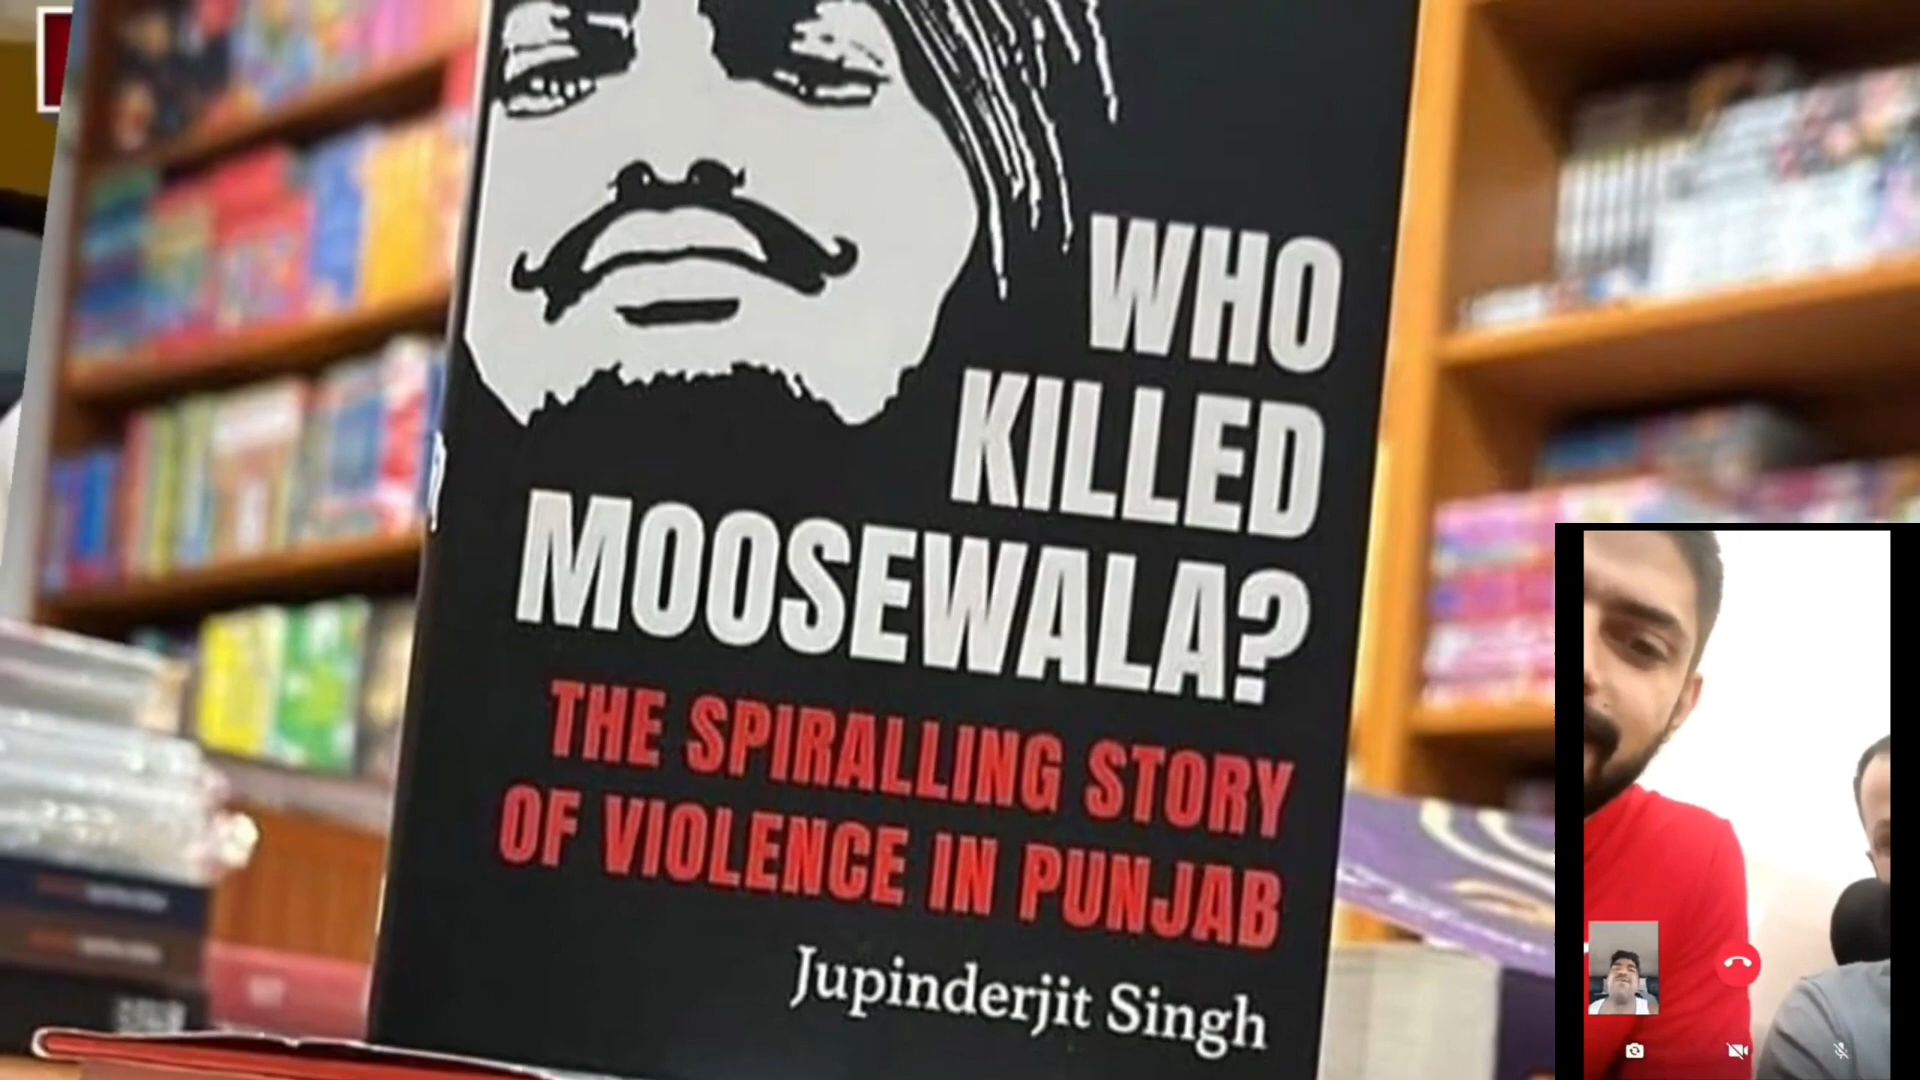 WHO
KILLED
MOOSEWALA?
THE SPIRALLING STORY
OF VIOLENCE IN PUNJAB
Jupinderjit Singh